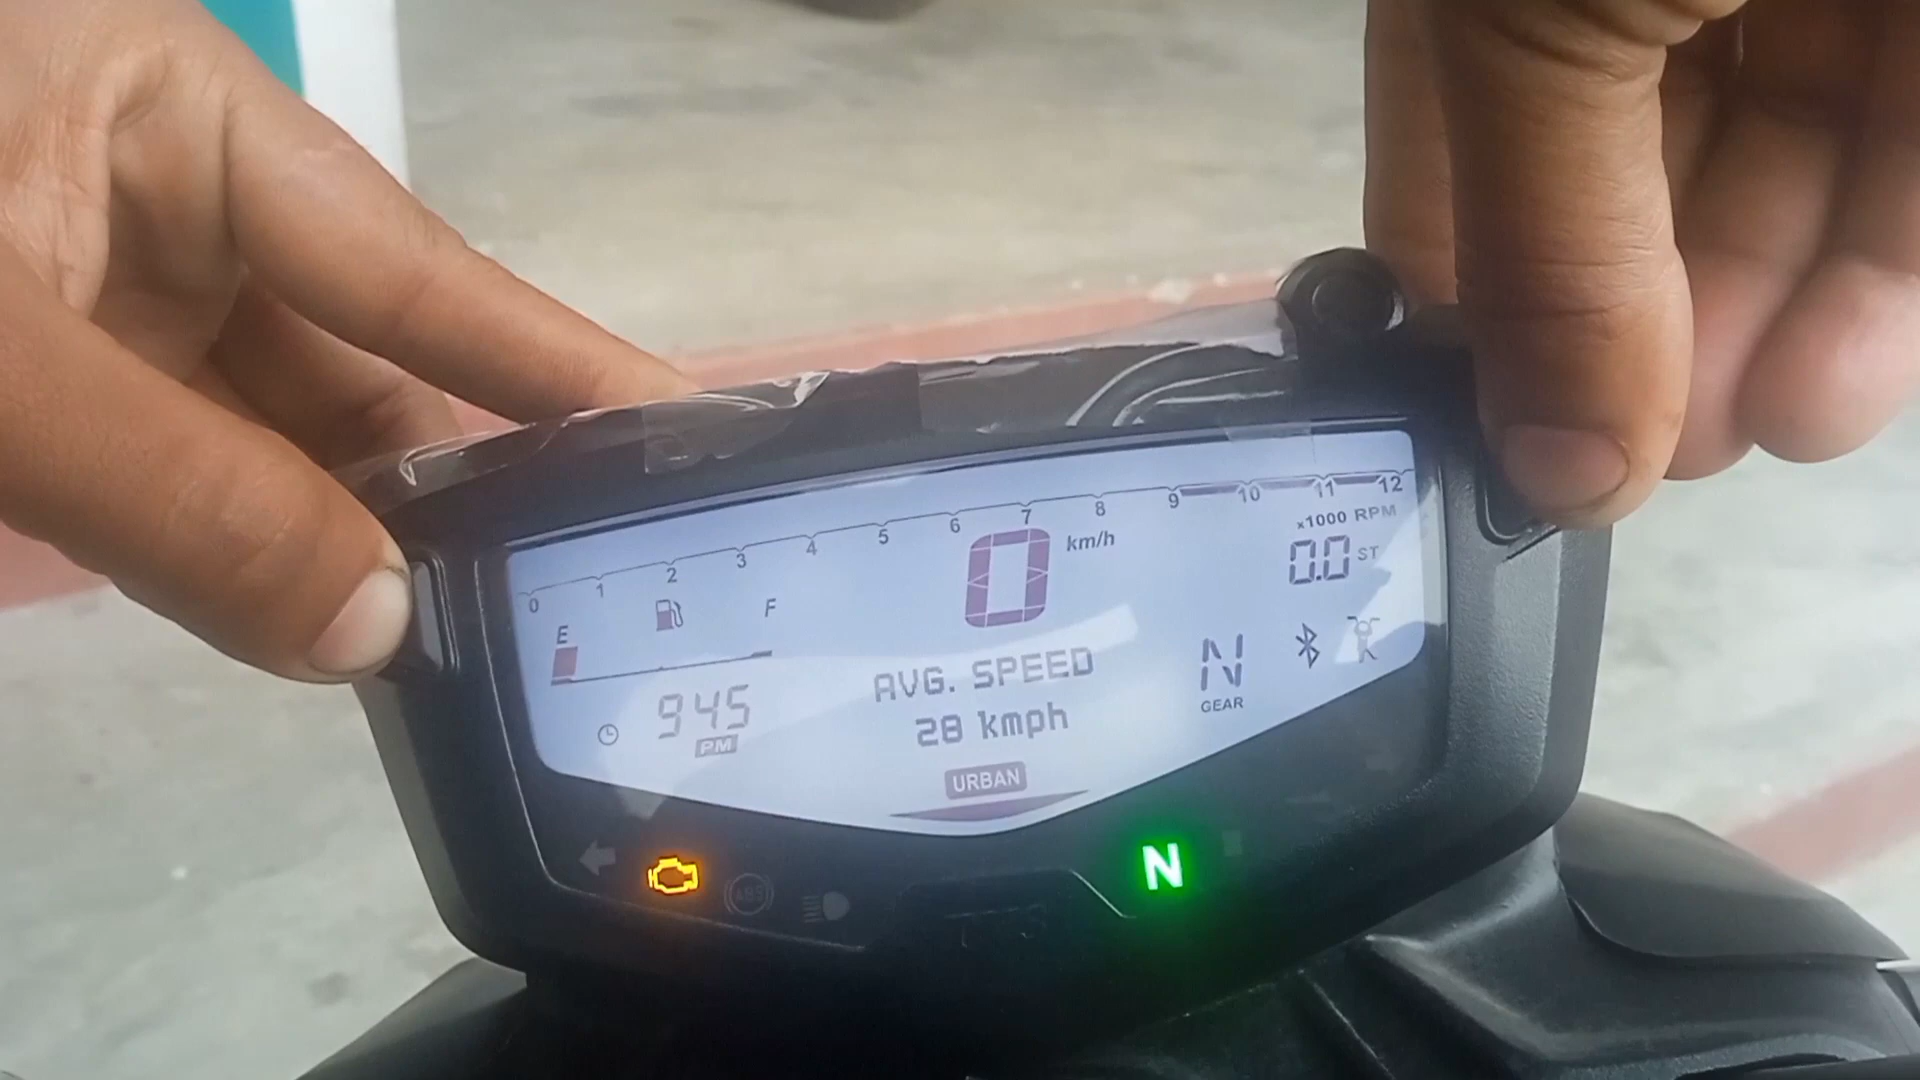 0 1 2 3 4 5 6 7 8 9 10 11 12
x1000 RPM
0 km/h
0.0 ST
E F
945
PM
AVG. SPEED
28 kmph
N
GEAR
URBAN
ABS
N